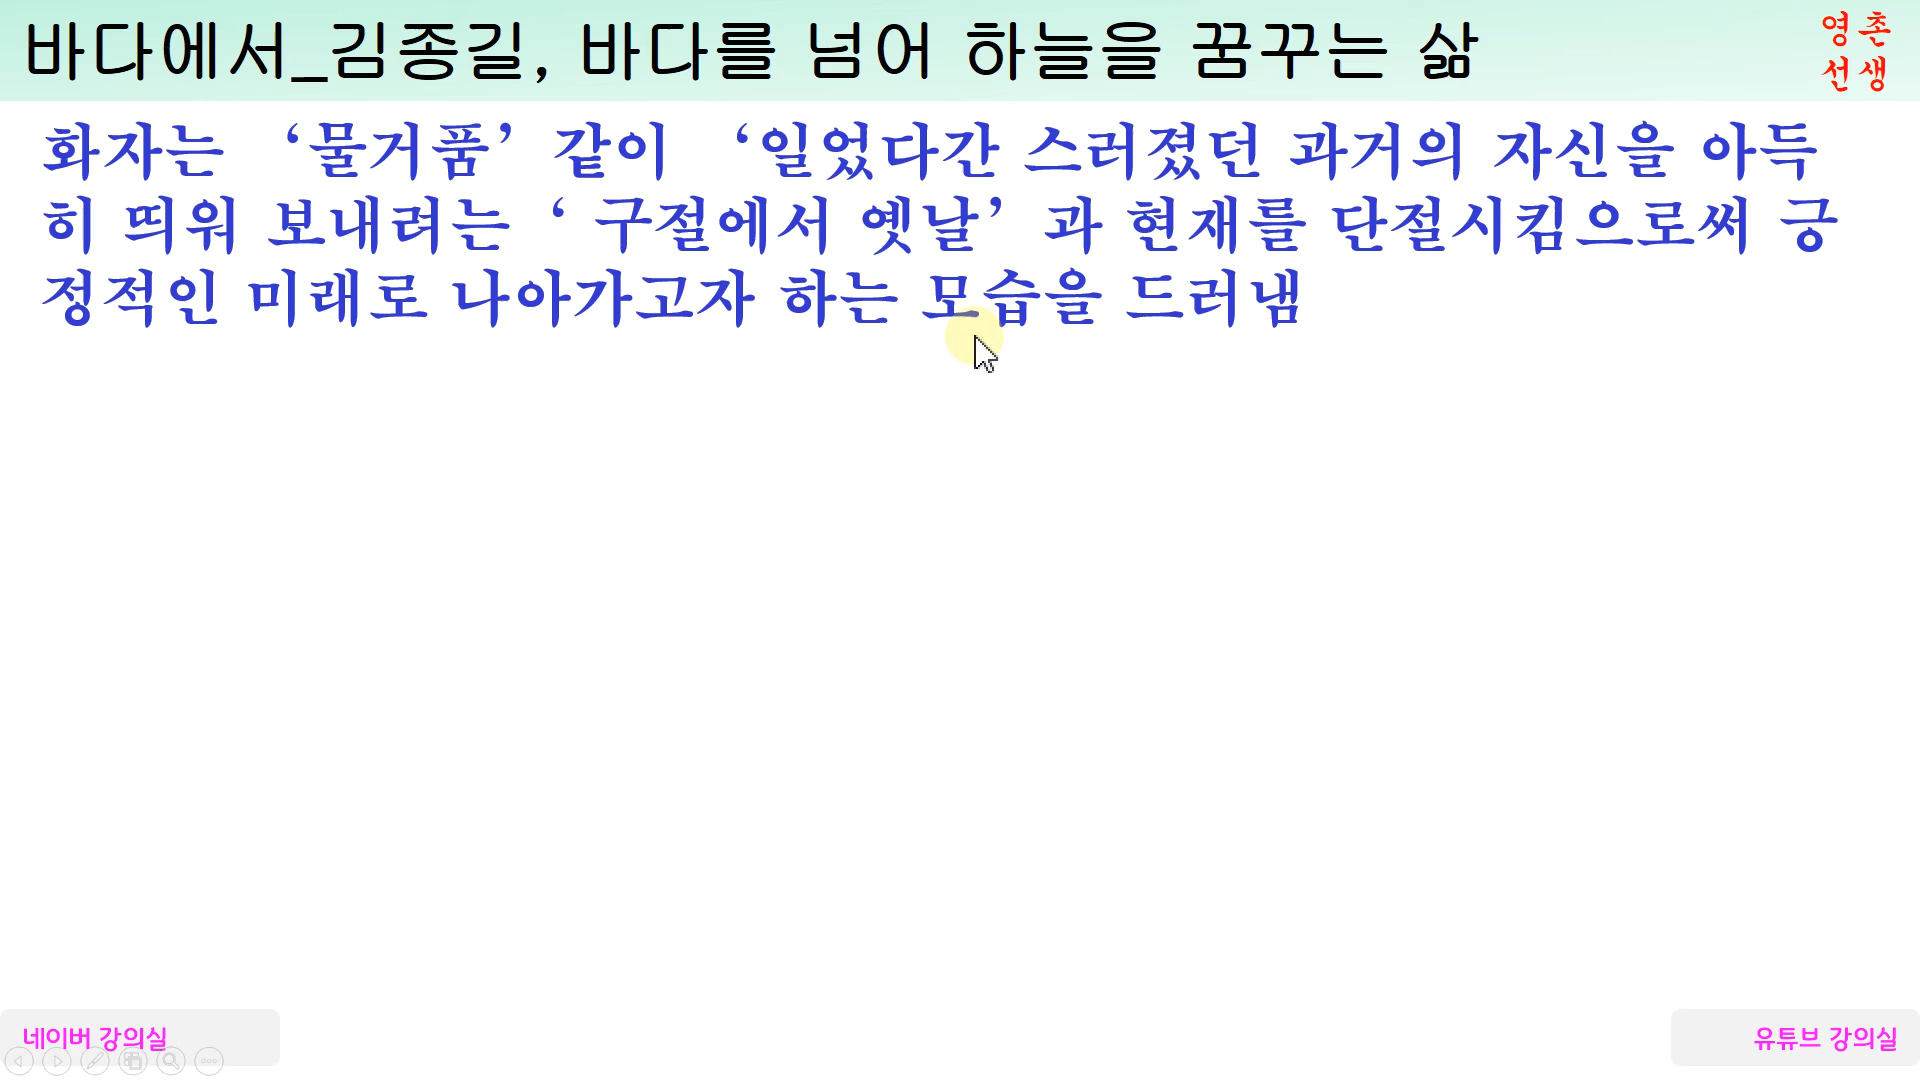 바다에서_김종길, 바다를 넘어 하늘을 꿈꾸는 삶
영촌
선생
화자는 ‘물거품’ 같이 ‘일었다간 스러졌던 과거의 자신을 아득
히 띄워 보내려는‘ 구절에서 옛날’ 과 현재를 단절시킴으로써 긍
정적인 미래로 나아가고자 하는 모습을 드러냄
네이버 강의실
유튜브 강의실